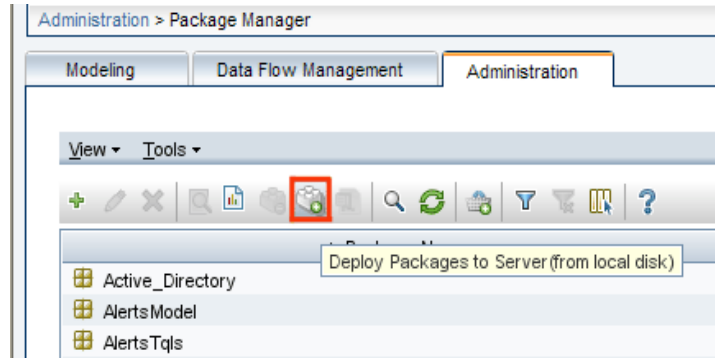 Administration > Package Manager
Modeling Data Flow Management Administration
View Tools
Deploy Packages to Server(from local disk)
Active_Directory
AlertsModel
AlertsTqls